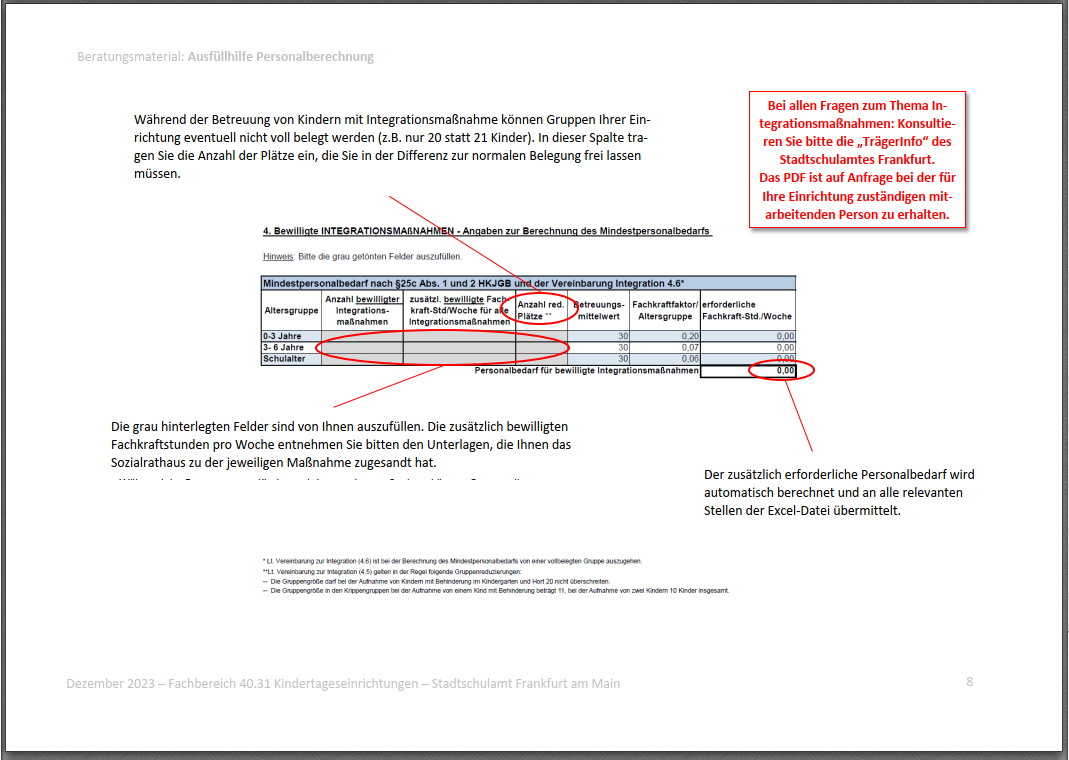 Beratungsmaterial: Ausfüllhilfe Personalberechnung
Während der Betreuung von Kindern mit Integrationsmaßnahme können Gruppen Ihrer Ein-
richtung eventuell nicht voll belegt werden (z.B. nur 20 statt 21 Kinder). In dieser Spalte tra-
gen Sie die Anzahl der Plätze ein, die Sie in der Differenz zur normalen Belegung frei lassen
müssen.
Bei allen Fragen zum Thema In-
tegrationsmaßnahmen: Konsultie-
ren Sie bitte die „TrägerInfo“ des
Stadtschulamtes Frankfurt.
Das PDF ist auf Anfrage bei der für
Ihre Einrichtung zuständigen mit-
arbeitenden Person zu erhalten.
4. Bewilligte INTEGRATIONSMAßNAHMEN - Angaben zur Berechnung des Mindestpersonalbedarfs
Hinweis: Bitte die grau getönten Felder auszufüllen.
Mindestpersonalbedarf nach §25c Abs. 1 und 2 HKJGB und der Vereinbarung Integration 4.6*
Altersgruppe
Anzahl bewilligter
Integrations-
maßnahmen
zusätzl. bewilligte Fach-
kraft-Std/Woche für alle
Integrationsmaßnahmen
Anzahl red.
Plätze **
Betreuungs-
mittelwert
Fachkraftfaktor/
Altersgruppe
erforderliche
Fachkraft-Std./Woche
0-3 Jahre 30 0,20 0,00
3- 6 Jahre 30 0,07 0,00
Schulalter 30 0,06 0,00
Personalbedarf für bewilligte Integrationsmaßnahmen 0,00
Die grau hinterlegten Felder sind von Ihnen auszufüllen. Die zusätzlich bewilligten
Fachkraftstunden pro Woche entnehmen Sie bitten den Unterlagen, die Ihnen das
Sozialrathaus zu der jeweiligen Maßnahme zugesandt hat.
Der zusätzlich erforderliche Personalbedarf wird
automatisch berechnet und an alle relevanten
Stellen der Excel-Datei übermittelt.
* Lt. Vereinbarung zur Integration (4.6) ist bei der Berechnung des Mindestpersonalbedarfs von einer vollbelegten Gruppe auszugehen.
**Lt. Vereinbarung zur Integration (4.5) gelten in der Regel folgende Gruppenreduzierungen:
— Die Gruppengröße darf bei der Aufnahme von Kindern mit Behinderung im Kindergarten und Hort 20 nicht überschreiten.
— Die Gruppengröße in den Krippengruppen bei der Aufnahme von einem Kind mit Behinderung beträgt 11, bei der Aufnahme von zwei Kindern 10 Kinder insgesamt.
Dezember 2023 – Fachbereich 40.31 Kindertageseinrichtungen – Stadtschulamt Frankfurt am Main
8